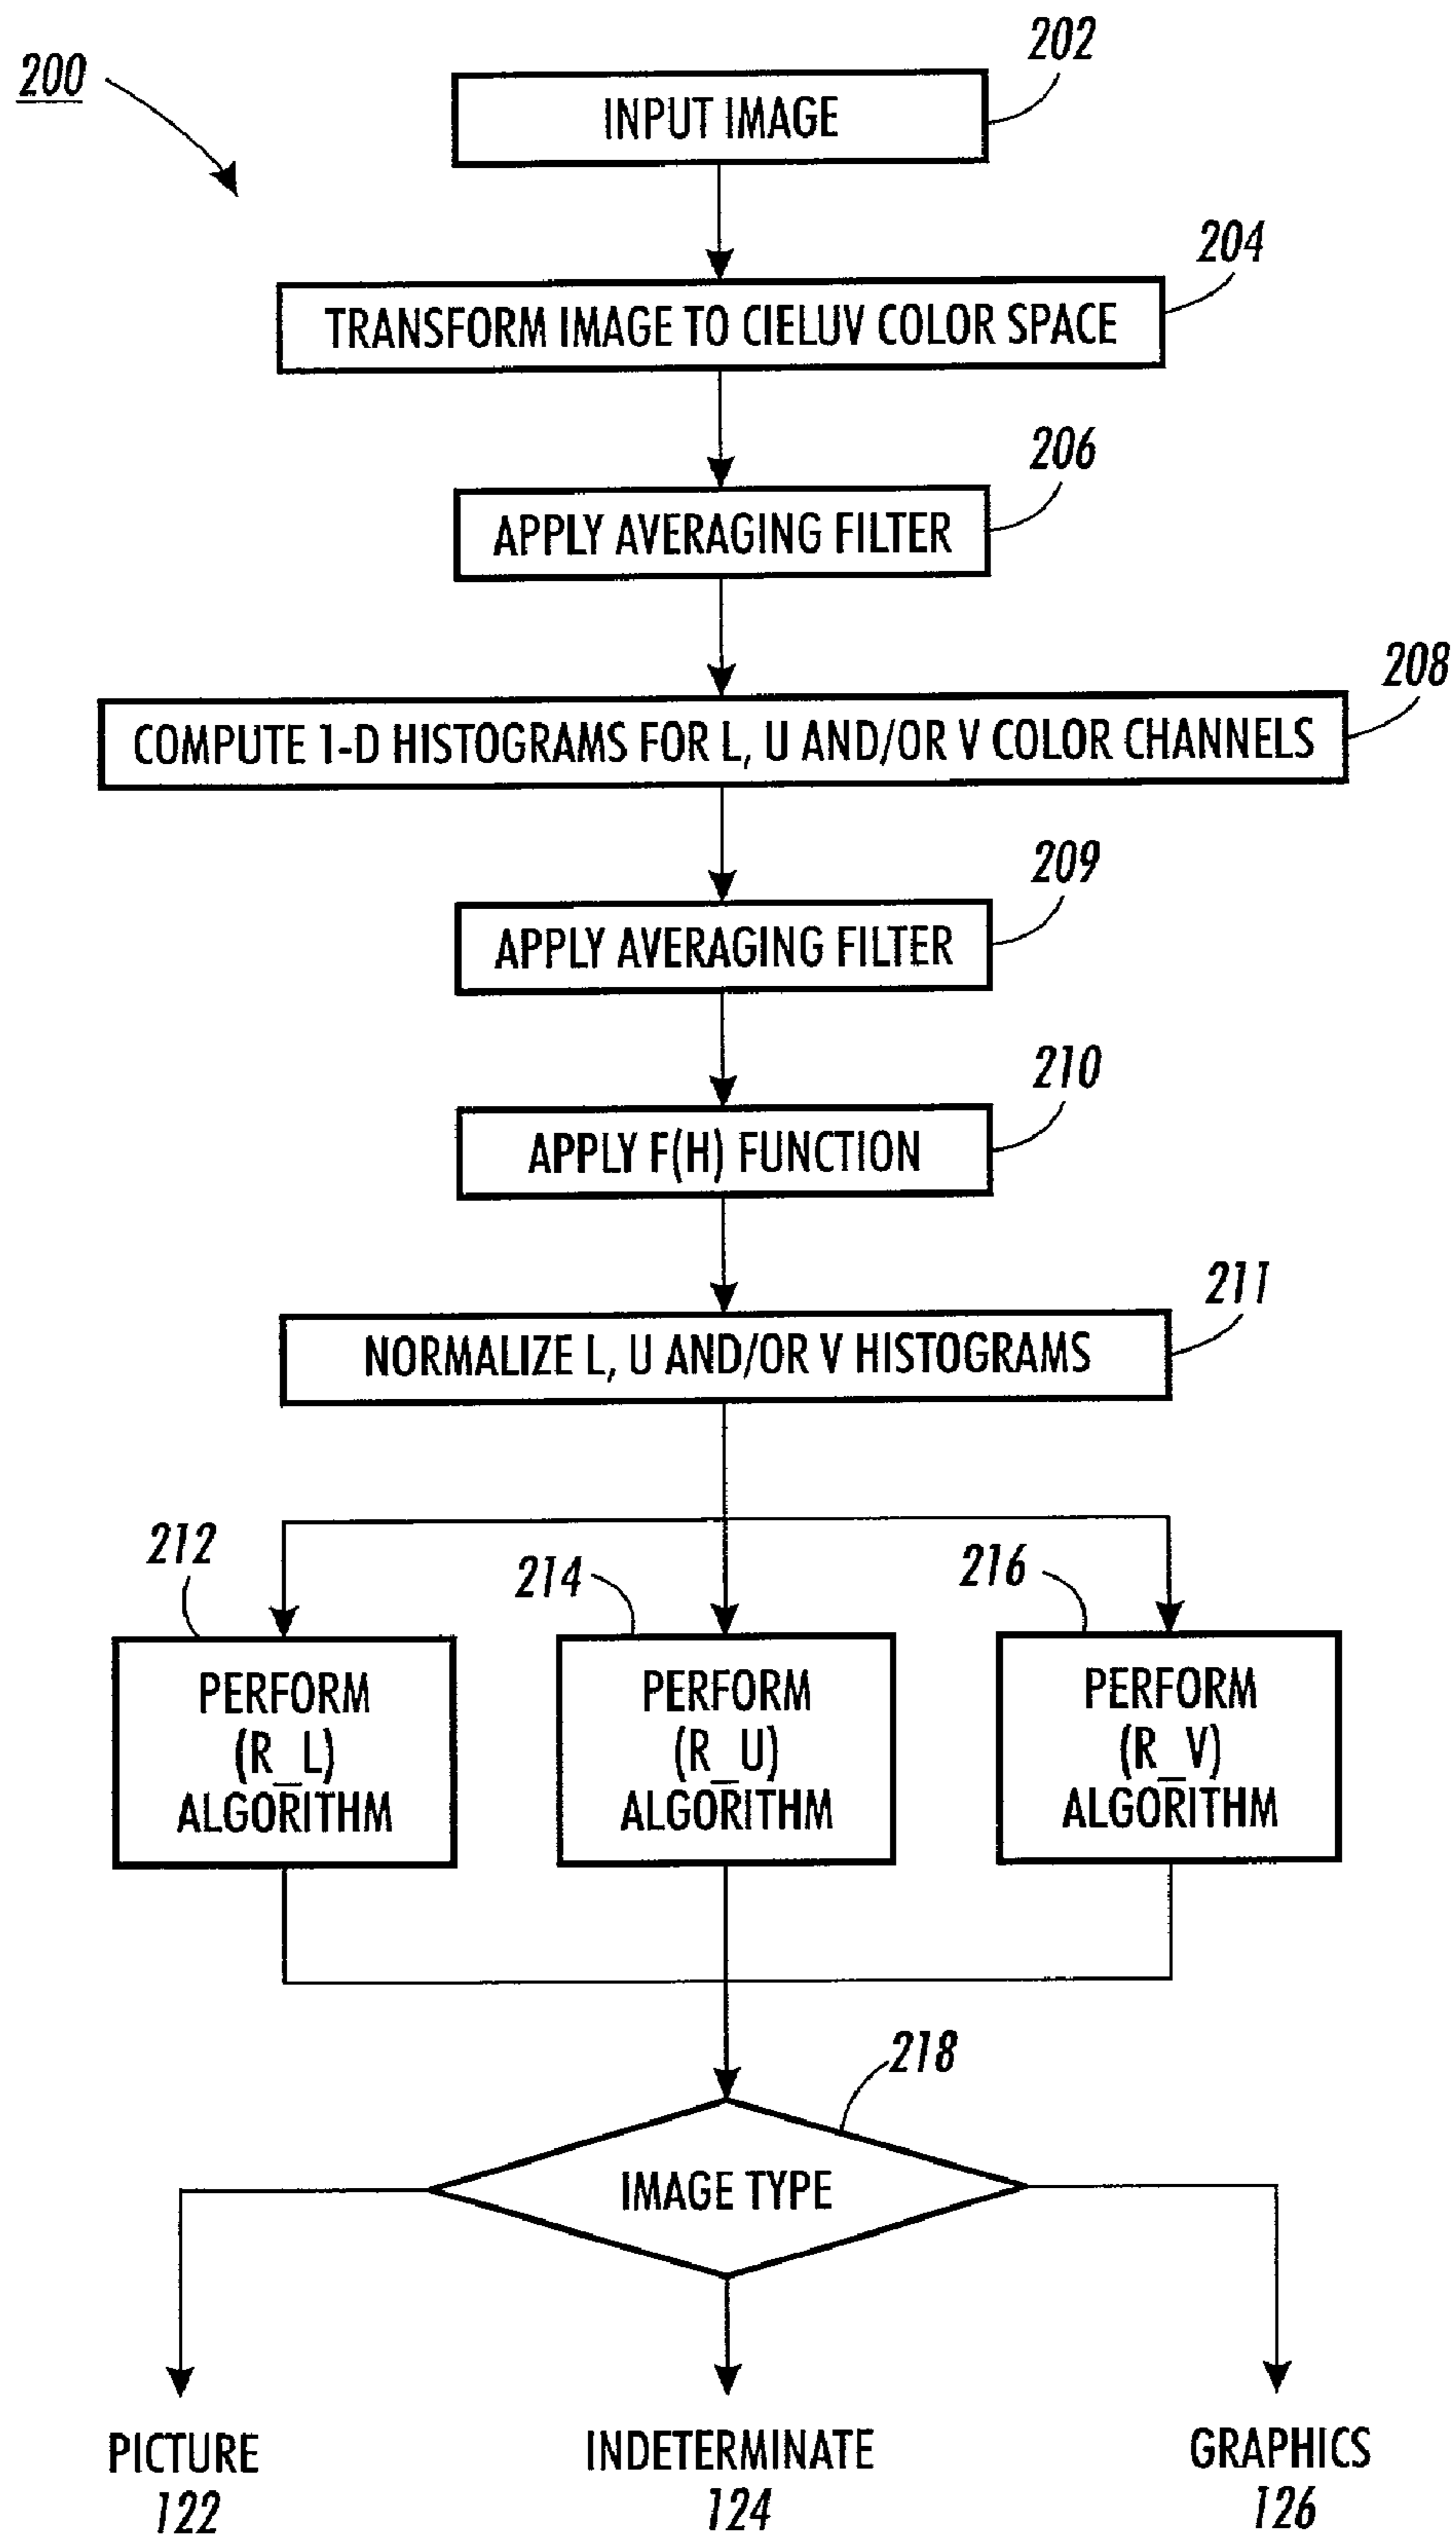 200
202
INPUT IMAGE
204
TRANSFORM IMAGE TO CIELUV COLOR SPACE
206
APPLY AVERAGING FILTER
208
COMPUTE 1-D HISTOGRAMS FOR L, U AND/OR V COLOR CHANNELS
209
APPLY AVERAGING FILTER
210
APPLY F(H) FUNCTION
211
NORMALIZE L, U AND/OR V HISTOGRAMS
212
PERFORM
(R_L)
ALGORITHM
214
PERFORM
(R_U)
ALGORITHM
216
PERFORM
(R_V)
ALGORITHM
218
IMAGE TYPE
PICTURE
122
INDETERMINATE
124
GRAPHICS
126